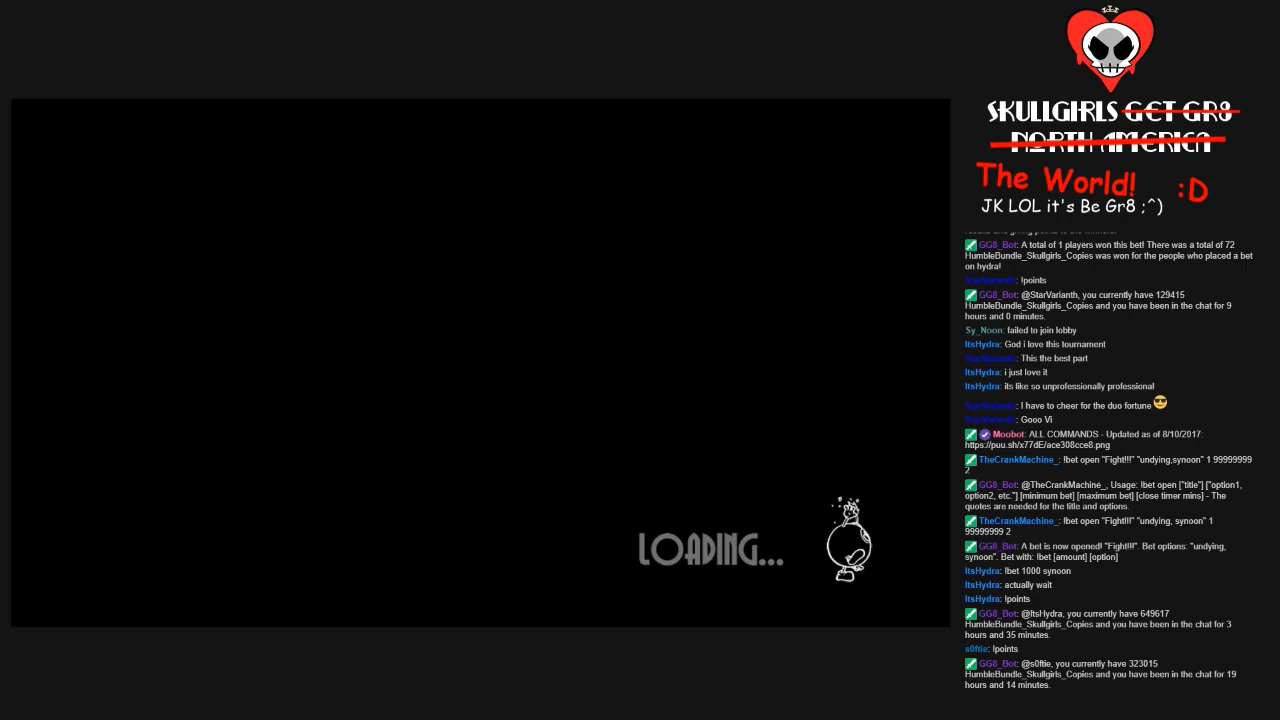 SKULLGIRLS GET GR8
NORTH AMERICA
The World! :D
JK LOL it's Be Gr8 ;^)
GG8_Bot: A total of 1 players won this bet! There was a total of 72
HumbleBundle_Skullgirls_Copies was won for the people who placed a bet
on hydra!
StarVarianth: !points
GG8_Bot: @StarVarianth, you currently have 129415
HumbleBundle_Skullgirls_Copies and you have been in the chat for 9
hours and 0 minutes.
Sy_Noon: failed to join lobby
ItsHydra: God i love this tournament
StarVarianth: This the best part
ItsHydra: i just love it
ItsHydra: its like so unprofessionally professional
StarVarianth: I have to cheer for the duo fortune
StarVarianth: Gooo Vi
Moobot: ALL COMMANDS - Updated as of 8/10/2017:
https://puu.sh/x77dE/ace308cce8.png
TheCrankMachine_: !bet open "Fight!!!" "undying,synoon" 1 99999999
2
GG8_Bot: @TheCrankMachine_, Usage: !bet open ["title"] ["option1,
option2, etc."] [minimum bet] [maximum bet] [close timer mins] - The
quotes are needed for the title and options.
TheCrankMachine_: !bet open "Fight!!!" "undying, synoon" 1
99999999 2
GG8_Bot: A bet is now opened! "Fight!!!". Bet options: "undying,
synoon". Bet with: !bet [amount] [option]
ItsHydra: !bet 1000 synoon
ItsHydra: actually wait
ItsHydra: !points
GG8_Bot: @ItsHydra, you currently have 649617
HumbleBundle_Skullgirls_Copies and you have been in the chat for 3
hours and 35 minutes.
s0ftie: !points
GG8_Bot: @s0ftie, you currently have 323015
HumbleBundle_Skullgirls_Copies and you have been in the chat for 19
hours and 14 minutes.
LOADING...